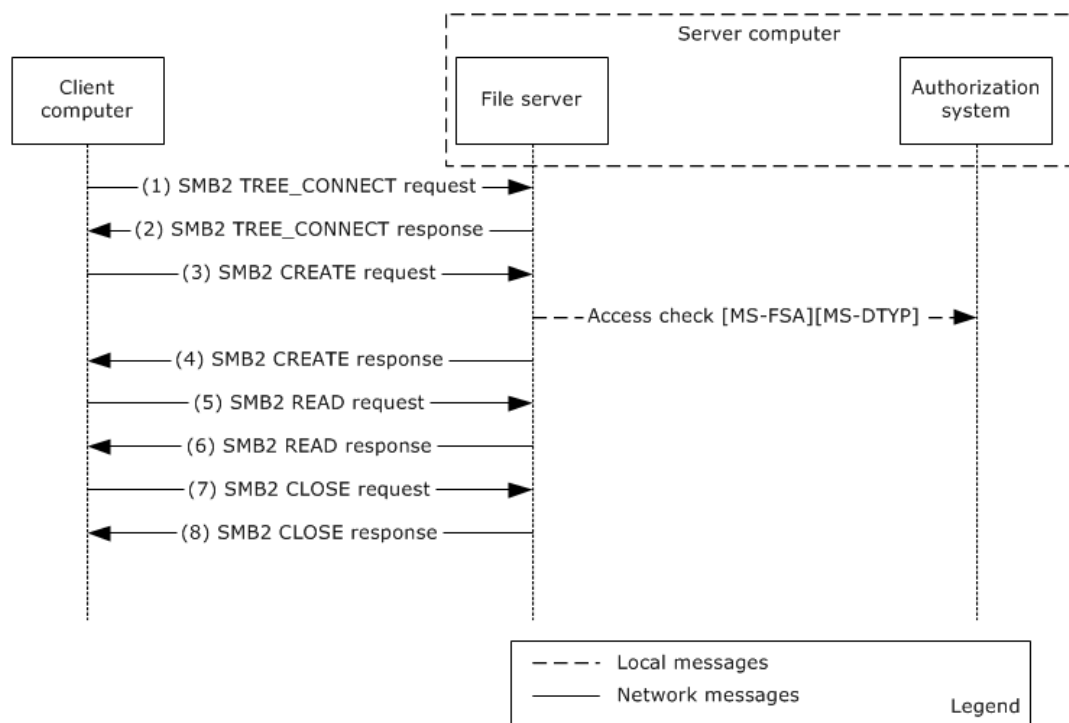 Server computer
Client
computer
File server
Authorization
system
(1) SMB2 TREE_CONNECT request
(2) SMB2 TREE_CONNECT response
(3) SMB2 CREATE request
Access check [MS-FSA][MS-DTYP]
(4) SMB2 CREATE response
(5) SMB2 READ request
(6) SMB2 READ response
(7) SMB2 CLOSE request
(8) SMB2 CLOSE response
Local messages
Network messages
Legend